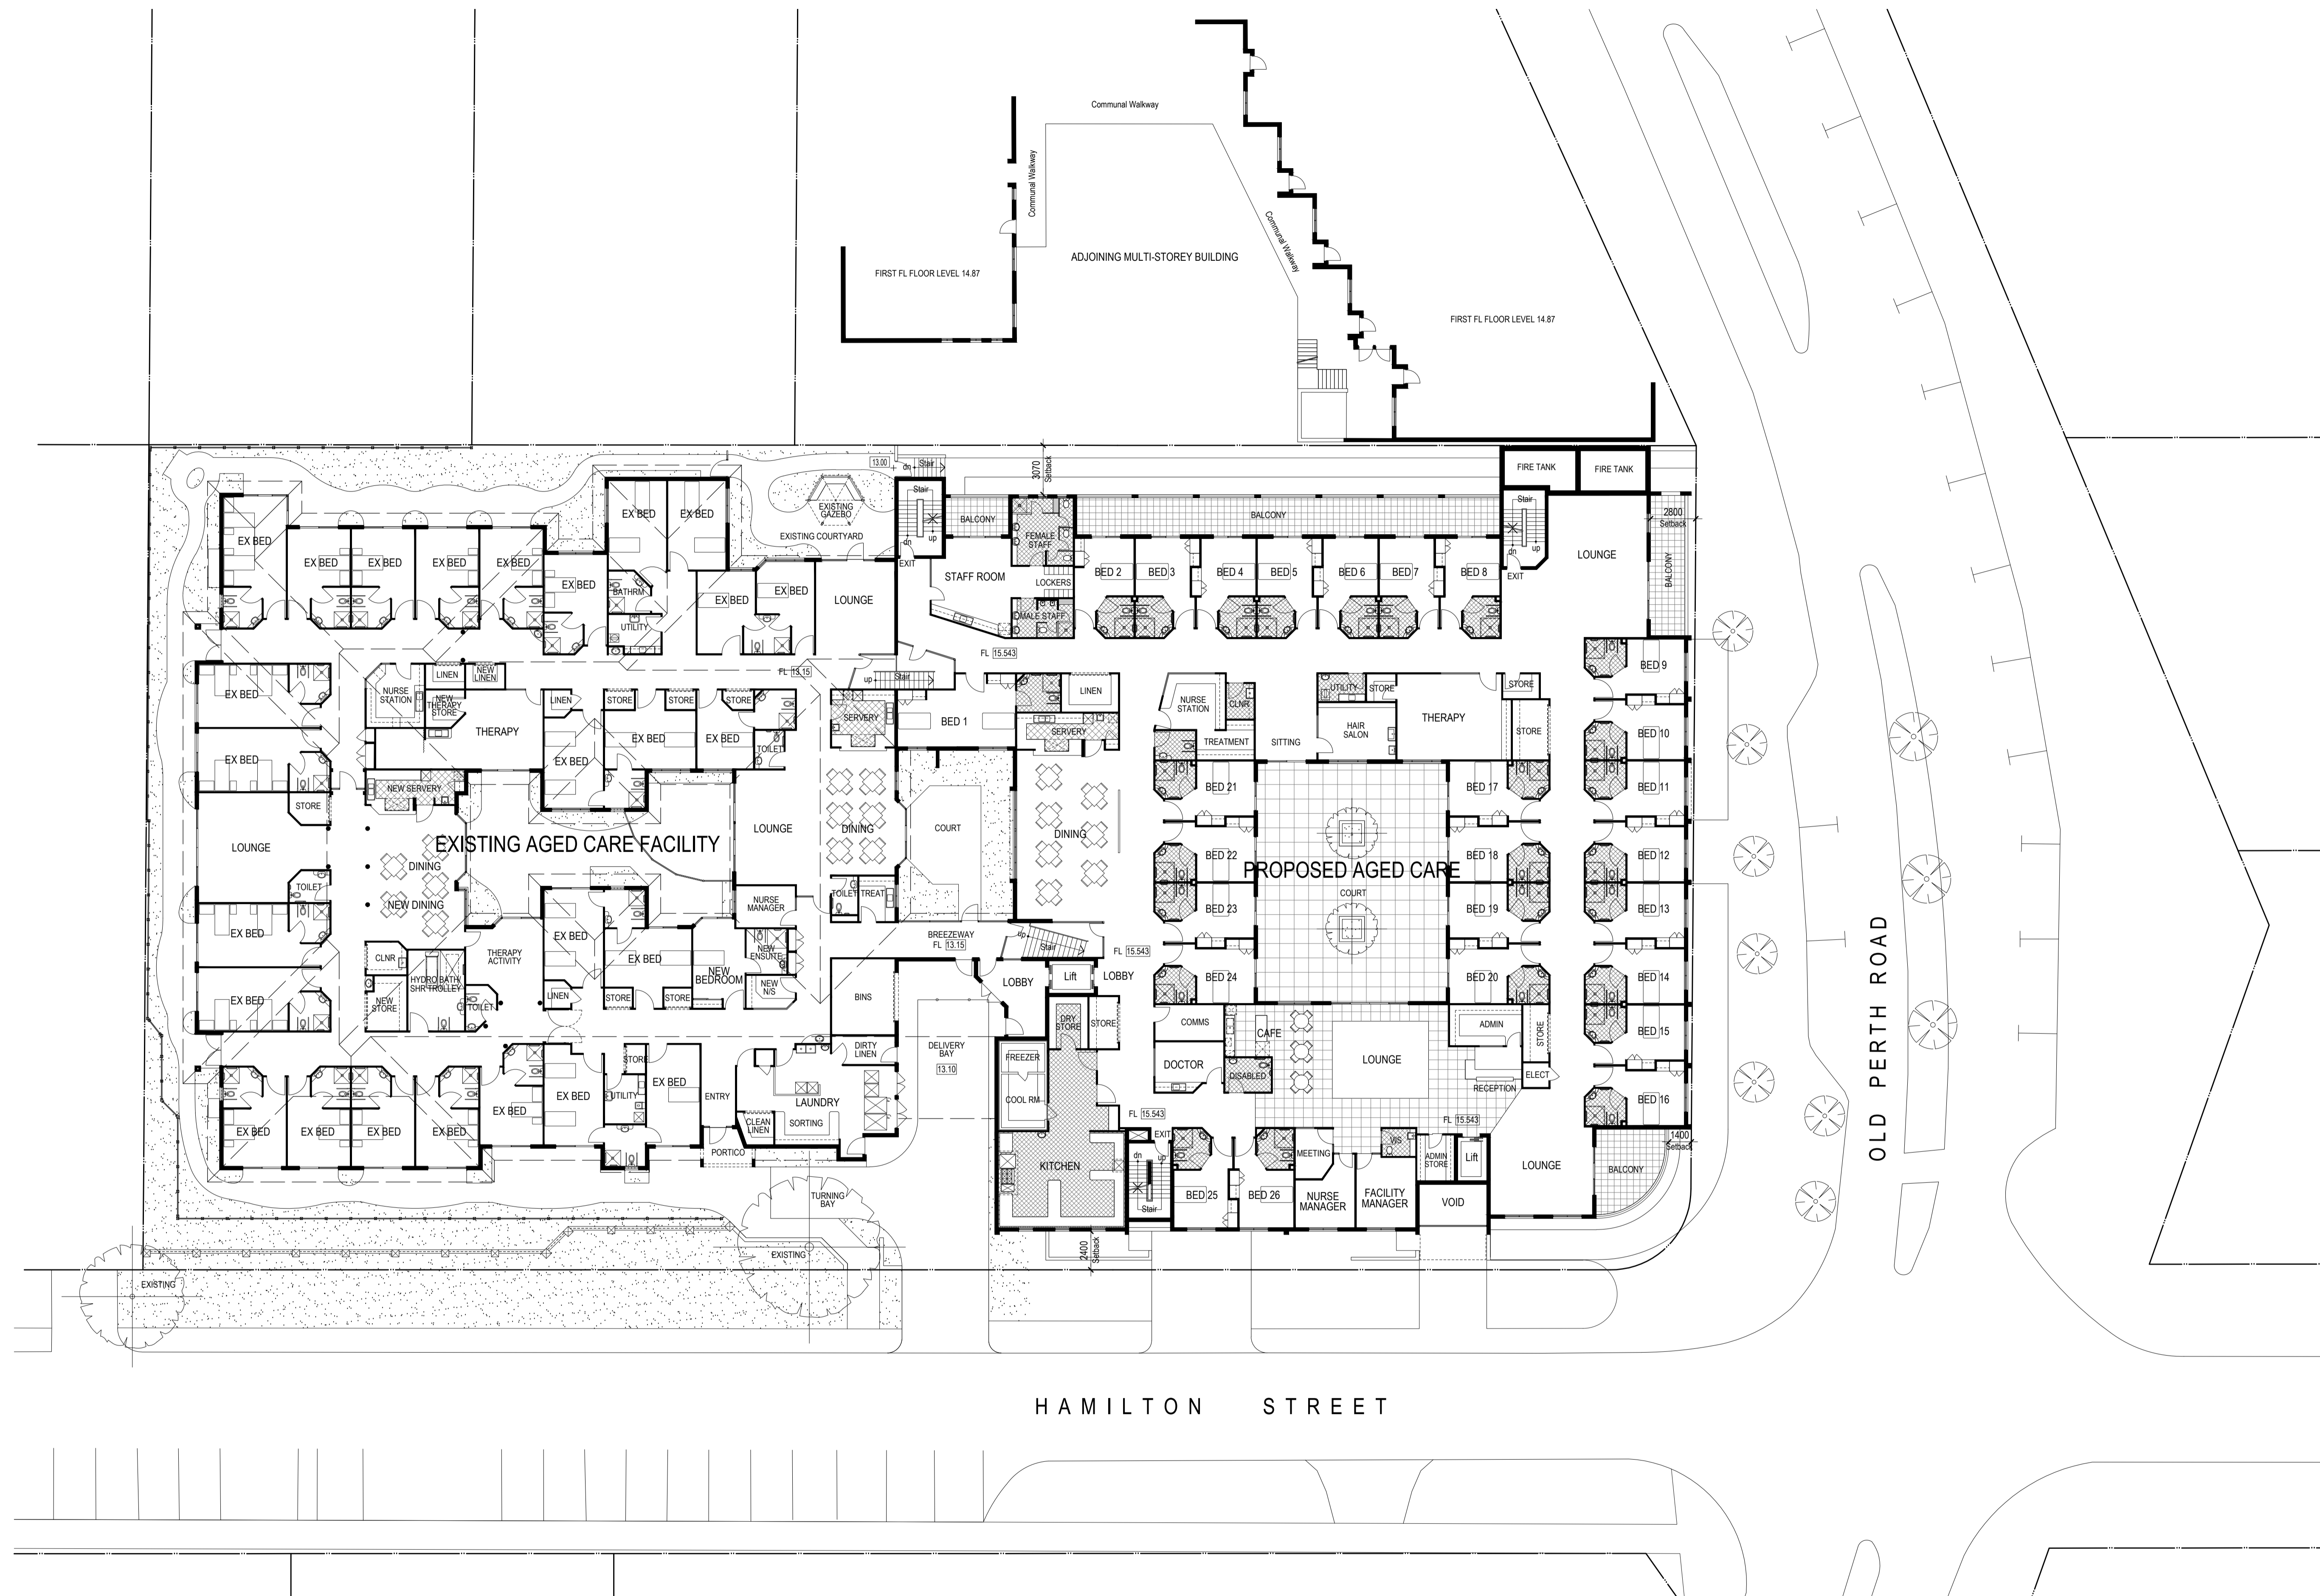 Communal Walkway
Communal Walkway
Communal Walkway
ADJOINING MULTI-STOREY BUILDING
FIRST FL FLOOR LEVEL 14.87
FIRST FL FLOOR LEVEL 14.87
13.00
dn
Stair
3070
Setback
FIRE TANK
FIRE TANK
EX BED
EX BED
EXISTING
GAZEBO
EXISTING COURTYARD
Stair
up
dn
EXIT
BALCONY
FEMALE
STAFF
BALCONY
Stair
dn
up
EXIT
LOUNGE
2800
Setback
BALCONY
EX BED
EX BED
EX BED
EX BED
EX BED
EX BED
BATHRM
UTILITY
EX BED
EX BED
LOUNGE
STAFF ROOM
LOCKERS
MALE STAFF
BED 2
BED 3
BED 4
BED 5
BED 6
BED 7
BED 8
FL 15.543
FL 13.15
up
Stair
BED 9
EX BED
NURSE
STATION
LINEN
NEW
LINEN
NEW
THERAPY
STORE
THERAPY
LINEN
STORE
STORE
STORE
SERVERY
BED 1
LINEN
SERVERY
NURSE
STATION
CLNR
TREATMENT
SITTING
UTILITY
STORE
HAIR
SALON
THERAPY
STORE
STORE
BED 10
EX BED
EX BED
EX BED
EX BED
TOILET
NEW SERVERY
STORE
BED 21
BED 17
BED 11
LOUNGE
EXISTING AGED CARE FACILITY
LOUNGE
DINING
COURT
DINING
BED 22
PROPOSED AGED CARE
BED 18
BED 12
DINING
TOILET
NEW DINING
NURSE
MANAGER
TOILET
TREAT
COURT
BED 23
BED 19
BED 13
EX BED
THERAPY
ACTIVITY
EX BED
EX BED
NEW
ENSUITE
NEW
BEDROOM
NEW
N/S
BREEZEWAY
FL 13.15
up
Stair
FL 15.543
LOBBY
Lift
LOBBY
BED 24
BED 20
BED 14
CLNR
HYDRO BATH
SHR TROLLEY
NEW
STORE
TOILET
EX BED
LINEN
STORE
STORE
BINS
DRY
STORE
STORE
COMMS
CAFE
LOUNGE
ADMIN
STORE
BED 15
DIRTY
LINEN
DELIVERY
BAY
13.10
FREEZER
COOL RM
DOCTOR
DISABLED
RECEPTION
ELECT
STORE
EX BED
EX BED
UTILITY
EX BED
ENTRY
LAUNDRY
CLEAN
LINEN
SORTING
PORTICO
EX BED
EX BED
EX BED
EX BED
FL 15.543
FL 15.543
BED 16
1400
Setback
EXIT
dn
up
Stair
KITCHEN
BED 25
BED 26
MEETING
NURSE
MANAGER
VIS
FACILITY
MANAGER
ADMIN
STORE
Lift
VOID
LOUNGE
BALCONY
TURNING
BAY
EXISTING
EXISTING
2400
Setback
OLD PERTH ROAD
HAMILTON STREET